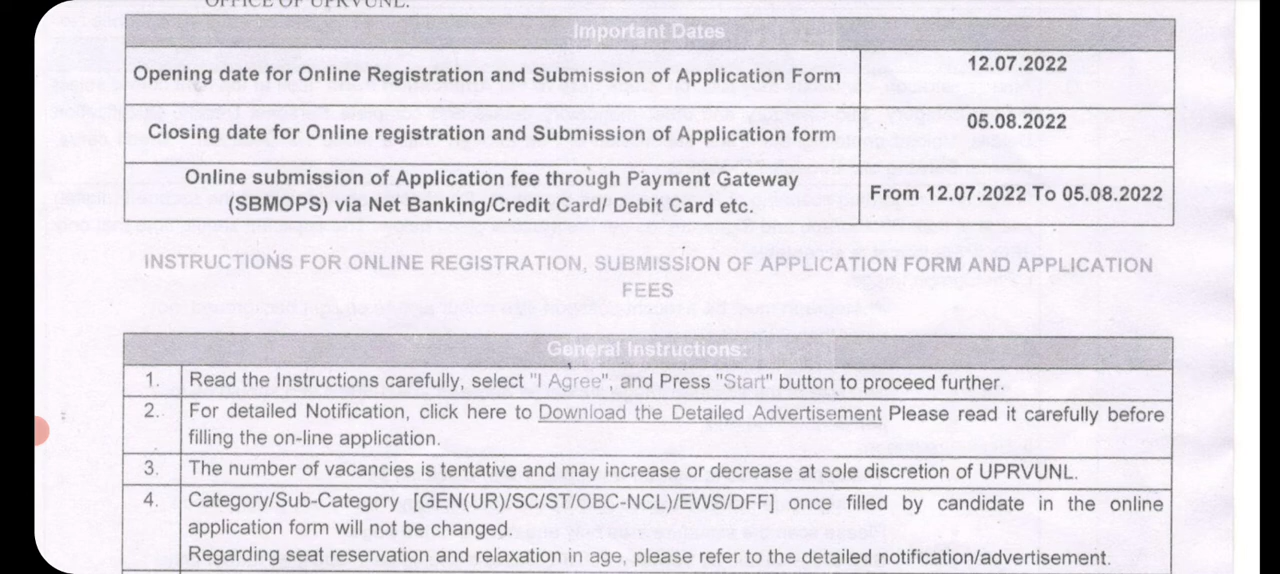 OFFICE OF UPRVUNL.
Important Dates
Opening date for Online Registration and Submission of Application Form
12.07.2022
Closing date for Online registration and Submission of Application form
05.08.2022
Online submission of Application fee through Payment Gateway
(SBMOPS) via Net Banking/Credit Card/ Debit Card etc.
From 12.07.2022 To 05.08.2022
INSTRUCTIONS FOR ONLINE REGISTRATION, SUBMISSION OF APPLICATION FORM AND APPLICATION
FEES
General Instructions:
1. Read the Instructions carefully, select "I Agree", and Press "Start" button to proceed further.
2. For detailed Notification, click here to Download the Detailed Advertisement Please read it carefully before
filling the on-line application.
3. The number of vacancies is tentative and may increase or decrease at sole discretion of UPRVUNL.
4. Category/Sub-Category [GEN(UR)/SC/ST/OBC-NCL)/EWS/DFF] once filled by candidate in the online
application form will not be changed.
Regarding seat reservation and relaxation in age, please refer to the detailed notification/advertisement.